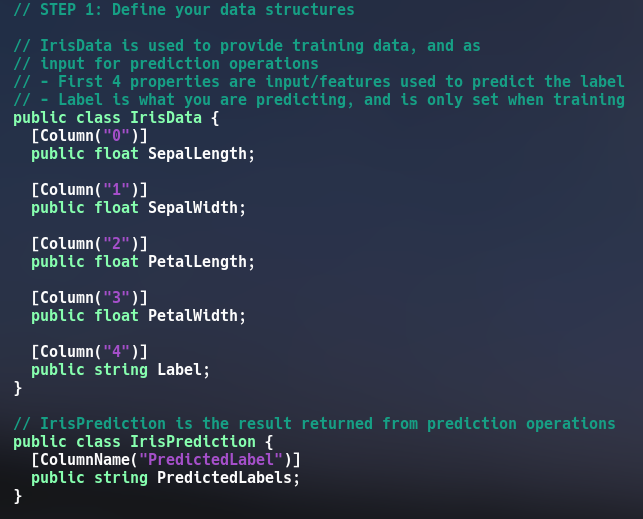 // STEP 1: Define your data structures
// IrisData is used to provide training data, and as
// input for prediction operations
// - First 4 properties are input/features used to predict the label
// - Label is what you are predicting, and is only set when training
public class IrisData {
[Column("0")]
public float SepalLength;
[Column("1")]
public float SepalWidth;
[Column("2")]
public float PetalLength;
[Column("3")]
public float PetalWidth;
[Column("4")]
public string Label;
}
// IrisPrediction is the result returned from prediction operations
public class IrisPrediction {
[ColumnName("PredictedLabel")]
public string PredictedLabels;
}